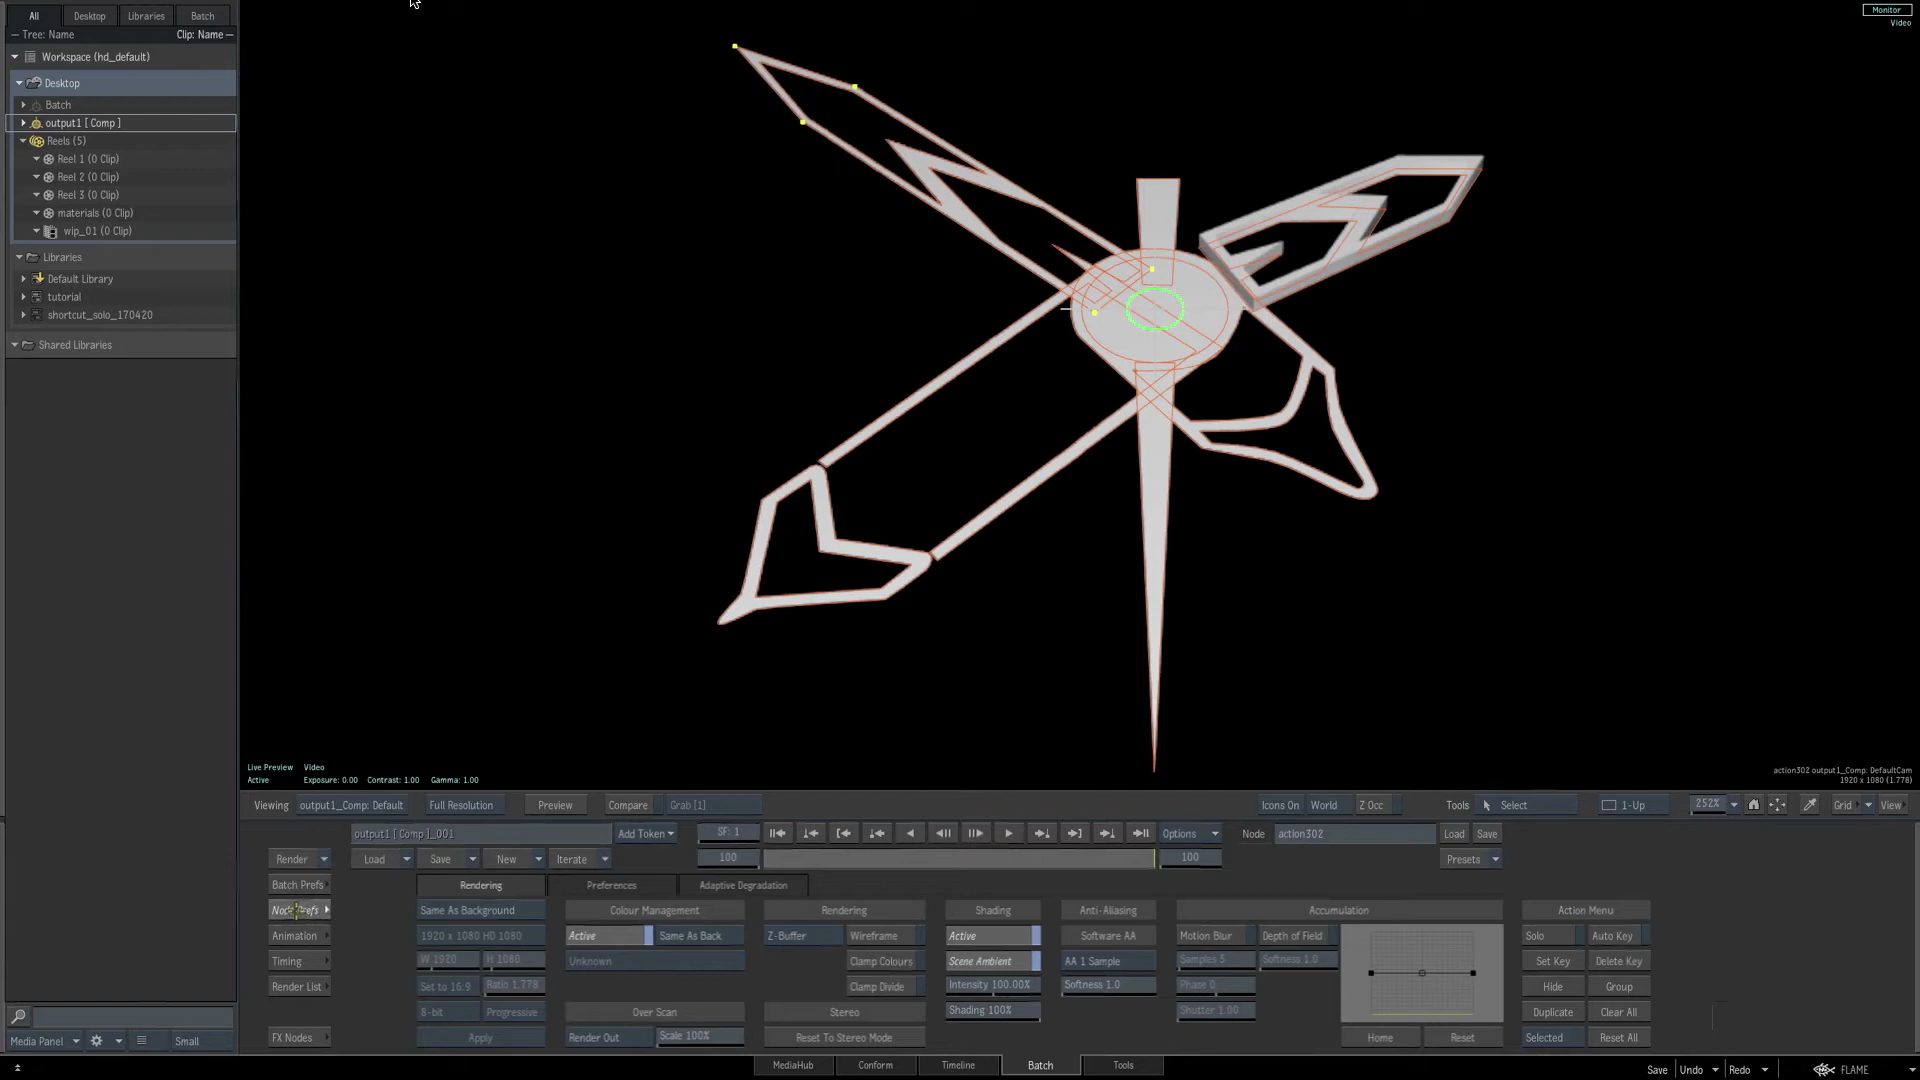 All Desktop Libraries Batch
Tree: Name Clip: Name
Workspace (hd_default)
Desktop
Batch
output1 [ Comp ]
Reels (5)
Reel 1 (0 Clip)
Reel 2 (0 Clip)
Reel 3 (0 Clip)
materials (0 Clip)
wip_01 (0 Clip)
Libraries
Default Library
tutorial
shortcut_solo_170420
Shared Libraries
Media Panel Small
Monitor
Video
Live Preview Video
Active Exposure: 0.00 Contrast: 1.00 Gamma: 1.00
action302 output1_Comp: DefaultCam
1920 x 1080 (1.778)
Viewing output1_Comp: Default Full Resolution Preview Compare Grab [1] Icons On World Z Occ Tools Select 1-Up 252% Grid View
output1 [ Comp ]_001 Add Token SF: 1 Options Node action302 Load Save
Render Load Save New Iterate 100 100 Presets
Batch Prefs Rendering Preferences Adaptive Degradation
Node Prefs Same As Background Colour Management Rendering Shading Anti-Aliasing Accumulation Action Menu
Animation 1920 x 1080 HD 1080 Active Same As Back Z-Buffer Wireframe Active Software AA Motion Blur Depth of Field Solo Auto Key
Timing W 1920 H 1080 Unknown Clamp Colours Scene Ambient AA 1 Sample Samples 5 Softness 1.0 Set Key Delete Key
Render List Set to 16:9 Ratio 1.778 Clamp Divide Intensity 100.00% Softness 1.0 Phase 0 Hide Group
8-bit Progressive Over Scan Stereo Shading 100% Shutter 1.00 Duplicate Clear All
FX Nodes Apply Render Out Scale 100% Reset To Stereo Mode Home Reset Selected Reset All
MediaHub Conform Timeline Batch Tools Save Undo Redo FLAME